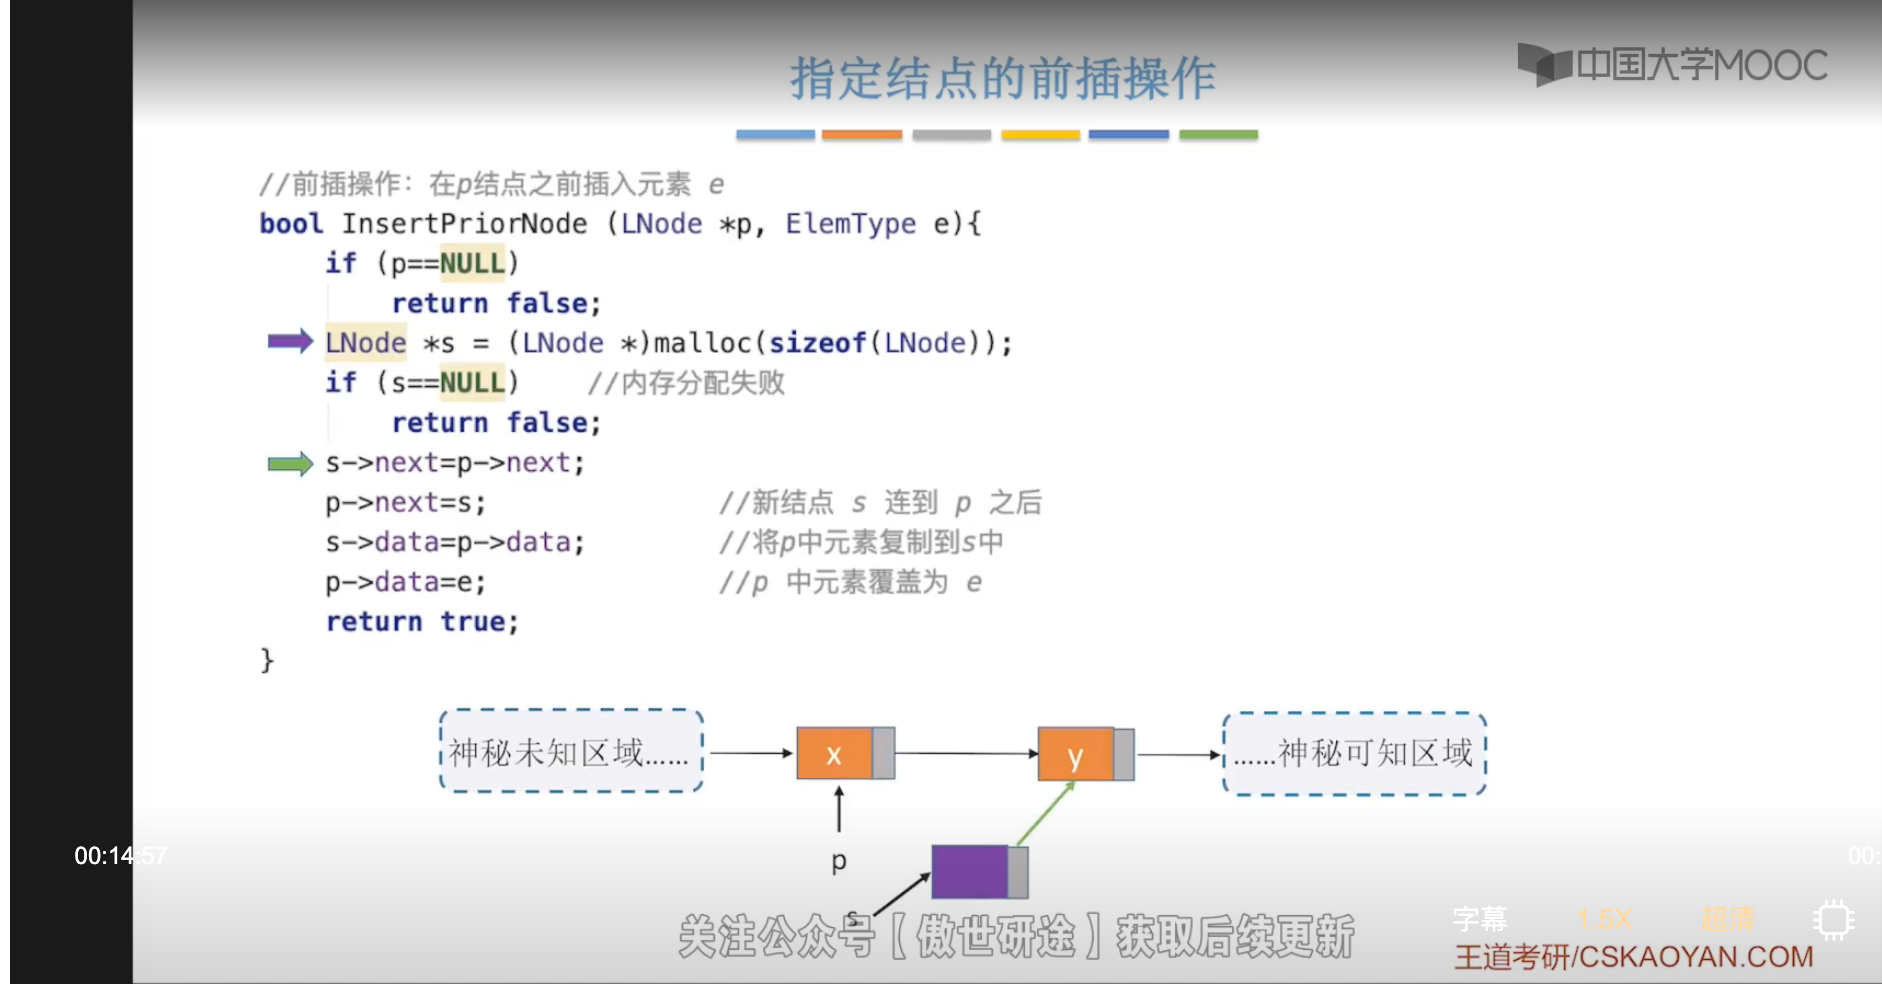 指定结点的前插操作
中国大学MOOC
//前插操作：在p结点之前插入元素 e
bool InsertPriorNode (LNode *p, ElemType e){
if (p==NULL)
return false;
LNode *s = (LNode *)malloc(sizeof(LNode));
if (s==NULL) //内存分配失败
return false;
s->next=p->next;
p->next=s; //新结点 s 连到 p 之后
s->data=p->data; //将p中元素复制到s中
p->data=e; //p 中元素覆盖为 e
return true;
}
神秘未知区域…… x y ……神秘可知区域
00:14:57
00:
p
s
关注公众号【傲世研途】获取后续更新
字幕 1.5X 超清
王道考研/CSKAOYAN.COM